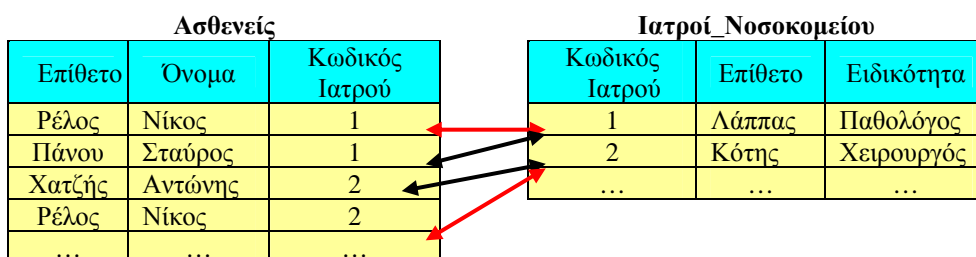 Ασθενείς
Επίθετο Όνομα Κωδικός Ιατρού
Ρέλος Νίκος 1
Πάνου Σταύρος 1
Χατζής Αντώνης 2
Ρέλος Νίκος 2
… … …
Ιατροί_Νοσοκομείου
Κωδικός Ιατρού Επίθετο Ειδικότητα
1 Λάππας Παθολόγος
2 Κότης Χειρουργός
… … …